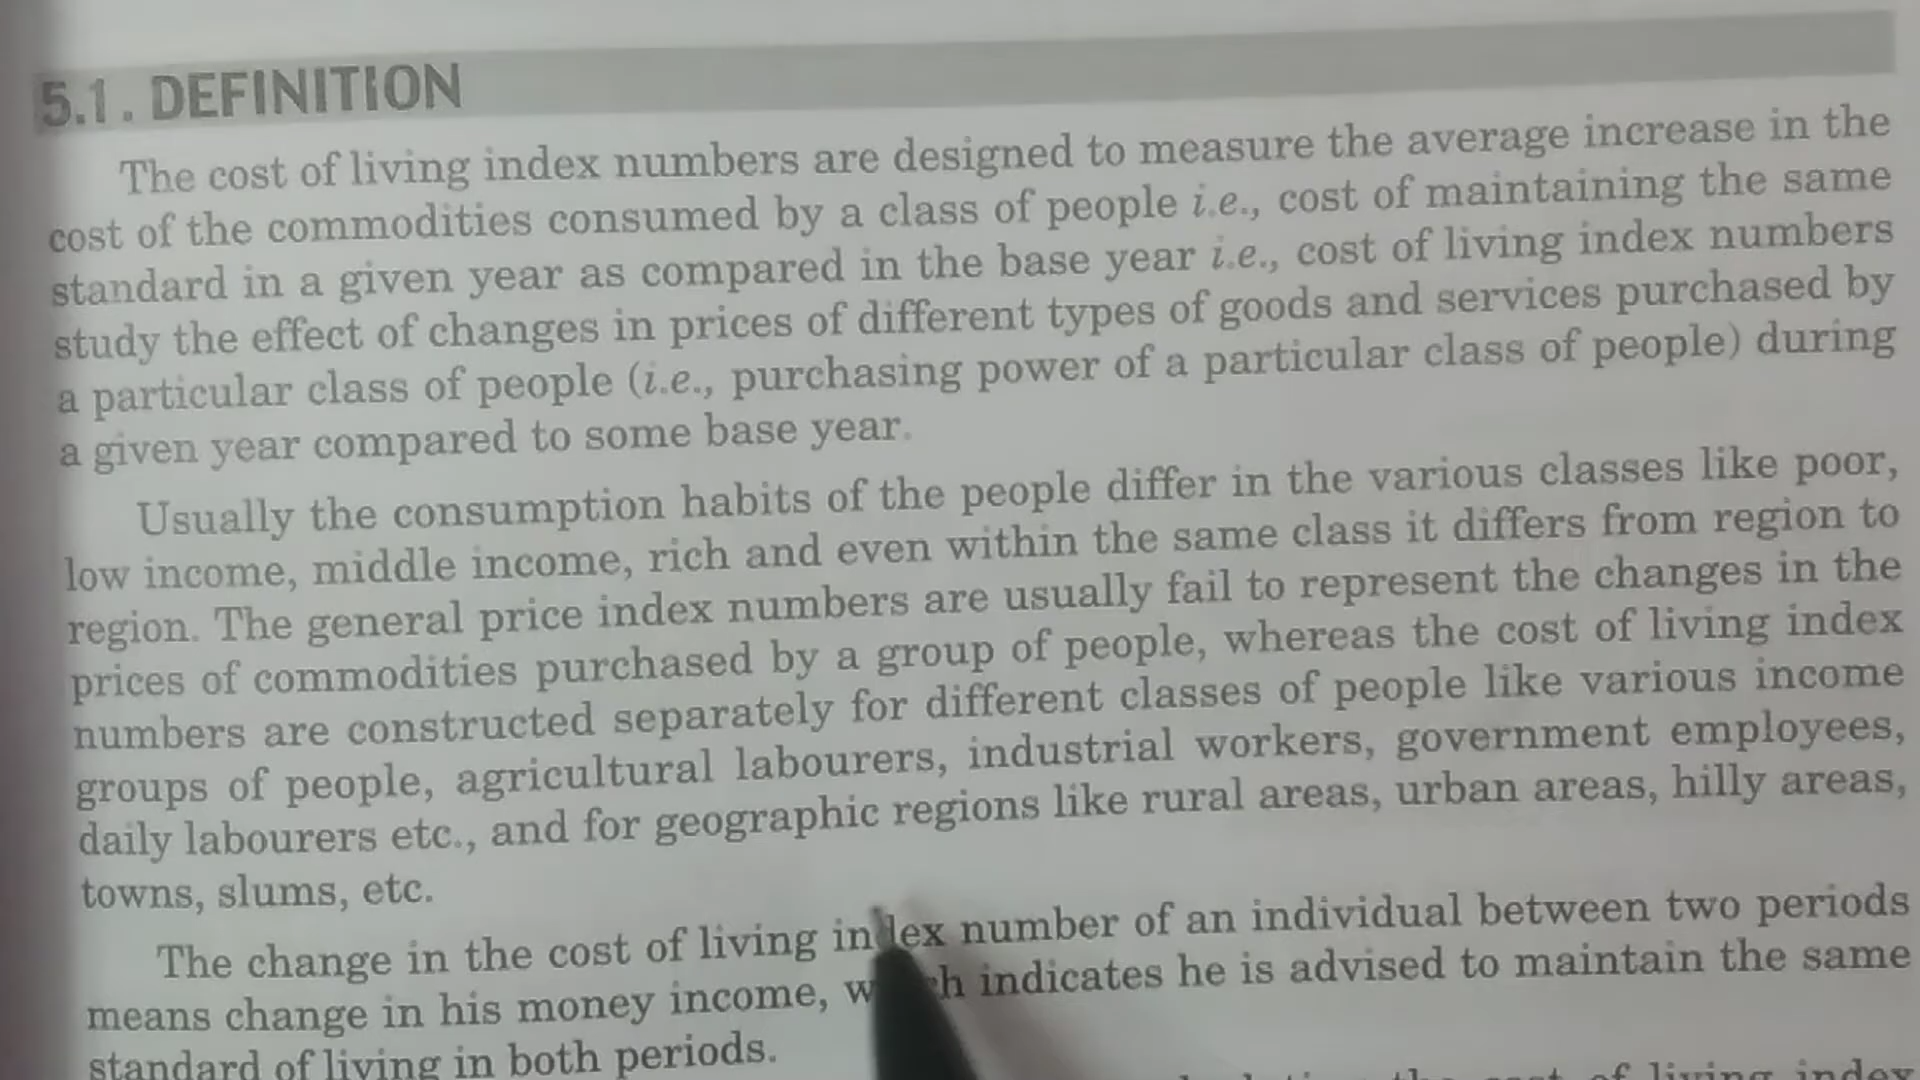 5.1. DEFINITION
The cost of living index numbers are designed to measure the average increase in the
cost of the commodities consumed by a class of people i.e., cost of maintaining the same
standard in a given year as compared in the base year i.e., cost of living index numbers
study the effect of changes in prices of different types of goods and services purchased by
a particular class of people (i.e., purchasing power of a particular class of people) during
a given year compared to some base year.
Usually the consumption habits of the people differ in the various classes like poor,
low income, middle income, rich and even within the same class it differs from region to
region. The general price index numbers are usually fail to represent the changes in the
prices of commodities purchased by a group of people, whereas the cost of living index
numbers are constructed separately for different classes of people like various income
groups of people, agricultural labourers, industrial workers, government employees,
daily labourers etc., and for geographic regions like rural areas, urban areas, hilly areas,
towns, slums, etc.
The change in the cost of living index number of an individual between two periods
means change in his money income, which indicates he is advised to maintain the same
standard of living in both periods.
the cost of living index